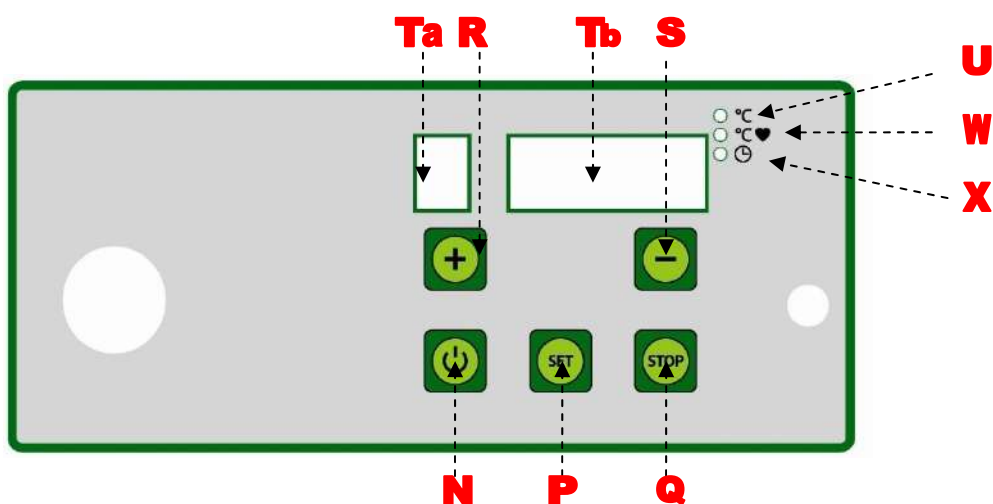 Ta R Tb S
U
℃
W
℃♥
X
+ −
SET STOP
N P Q